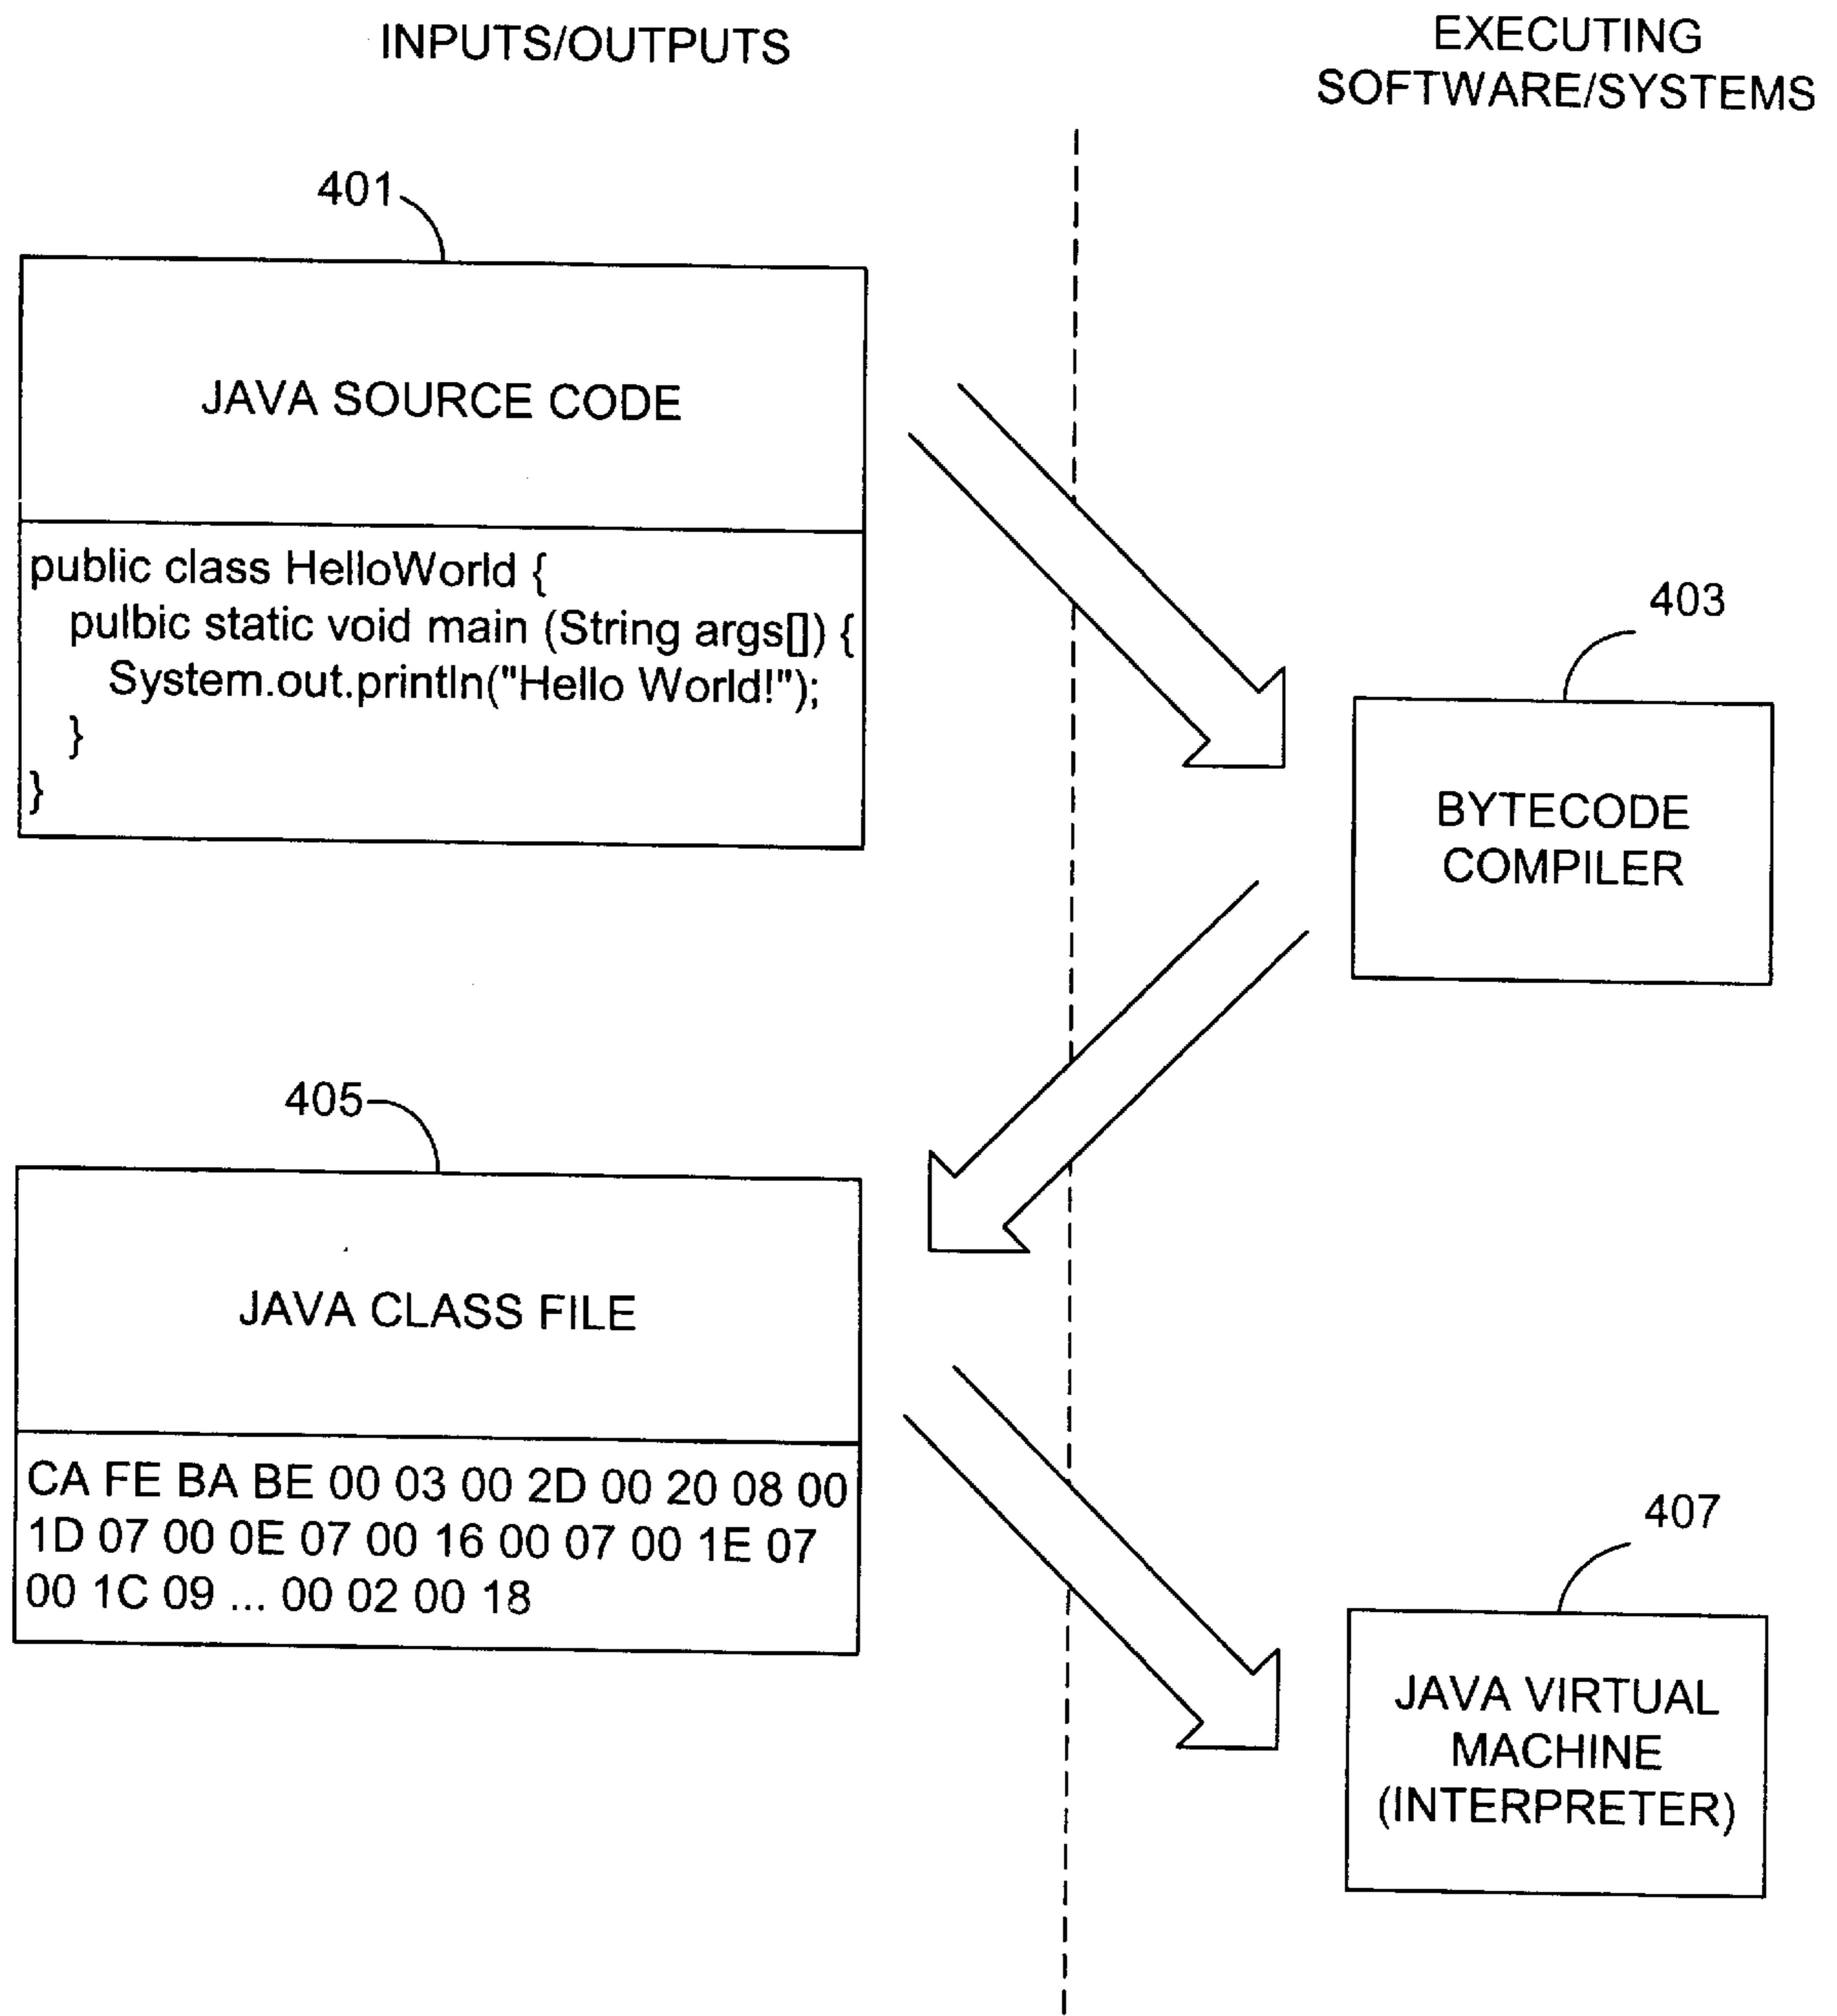 INPUTS/OUTPUTS
EXECUTING
SOFTWARE/SYSTEMS
401
JAVA SOURCE CODE
public class HelloWorld {
pulbic static void main (String args[]) {
System.out.println("Hello World!");
}
}
403
BYTECODE
COMPILER
405
JAVA CLASS FILE
CA FE BA BE 00 03 00 2D 00 20 08 00
1D 07 00 0E 07 00 16 00 07 00 1E 07
00 1C 09 ... 00 02 00 18
407
JAVA VIRTUAL
MACHINE
(INTERPRETER)